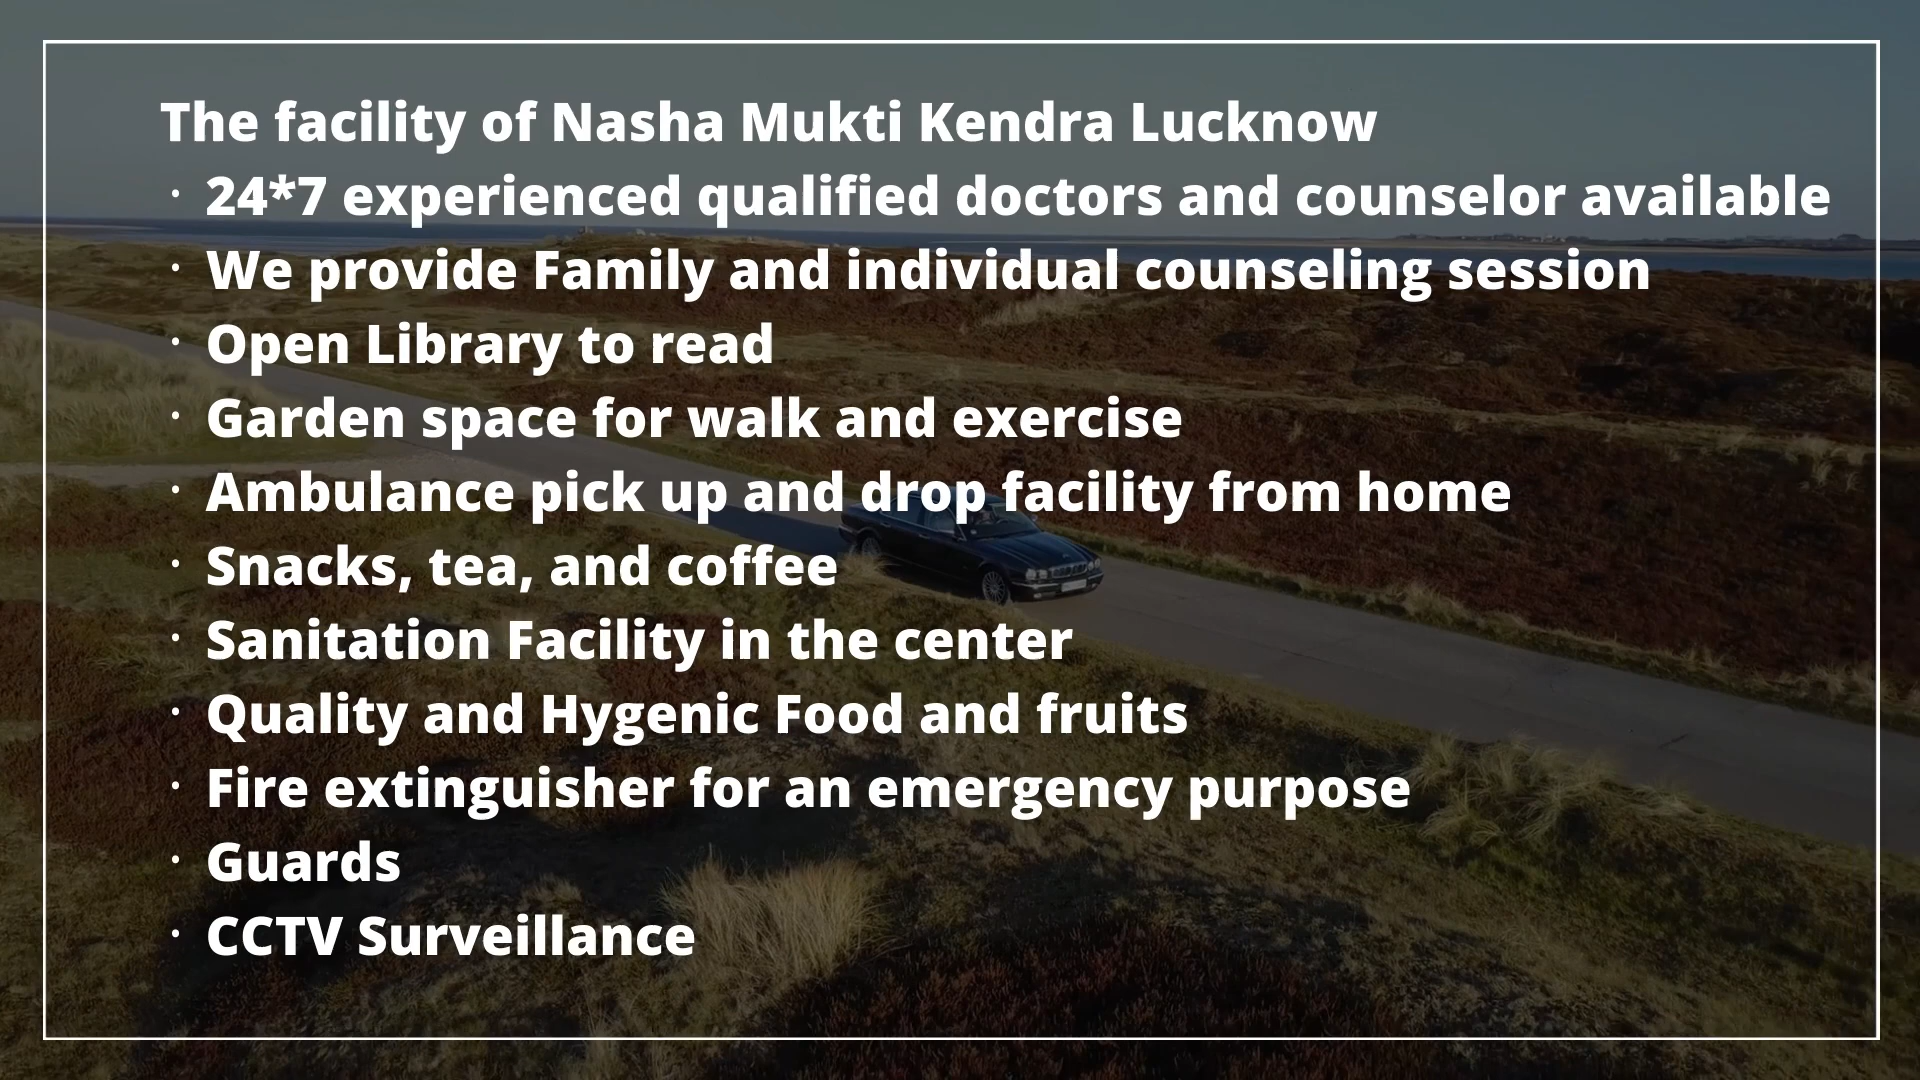 The facility of Nasha Mukti Kendra Lucknow
· 24*7 experienced qualified doctors and counselor available
· We provide Family and individual counseling session
· Open Library to read
· Garden space for walk and exercise
· Ambulance pick up and drop facility from home
· Snacks, tea, and coffee
· Sanitation Facility in the center
· Quality and Hygenic Food and fruits
· Fire extinguisher for an emergency purpose
· Guards
· CCTV Surveillance